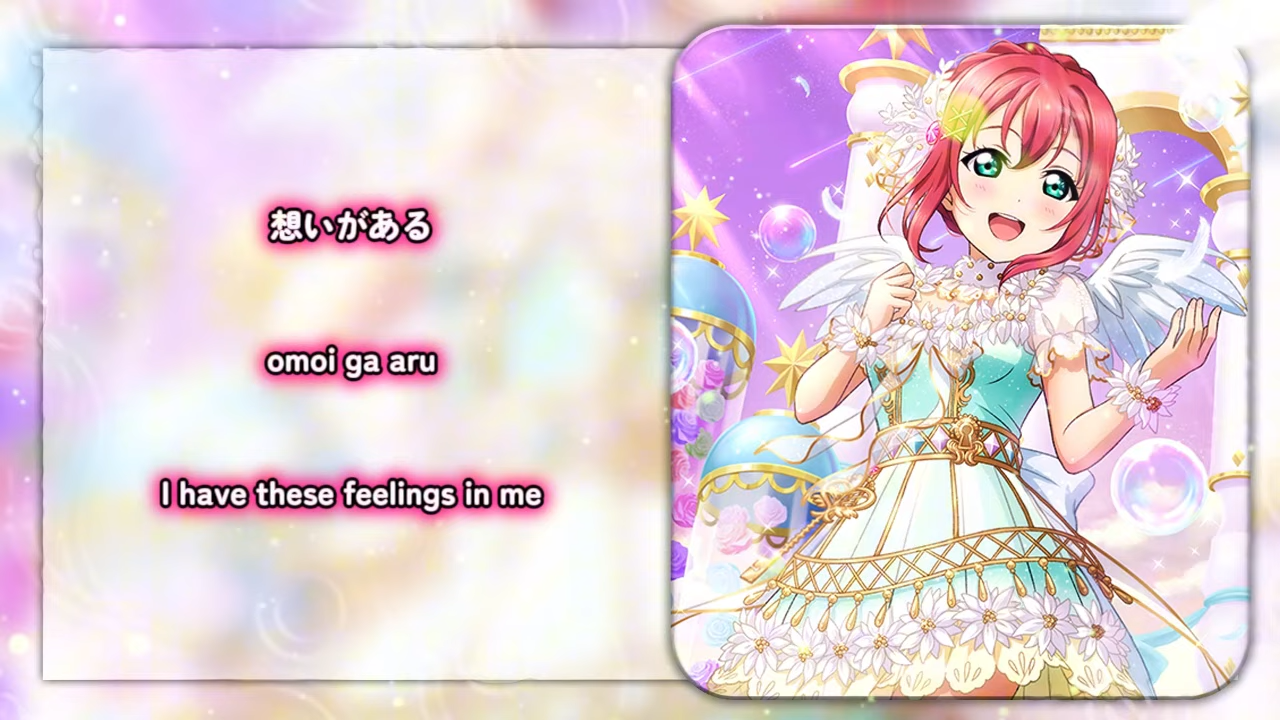 想いがある
omoi ga aru
I have these feelings in me